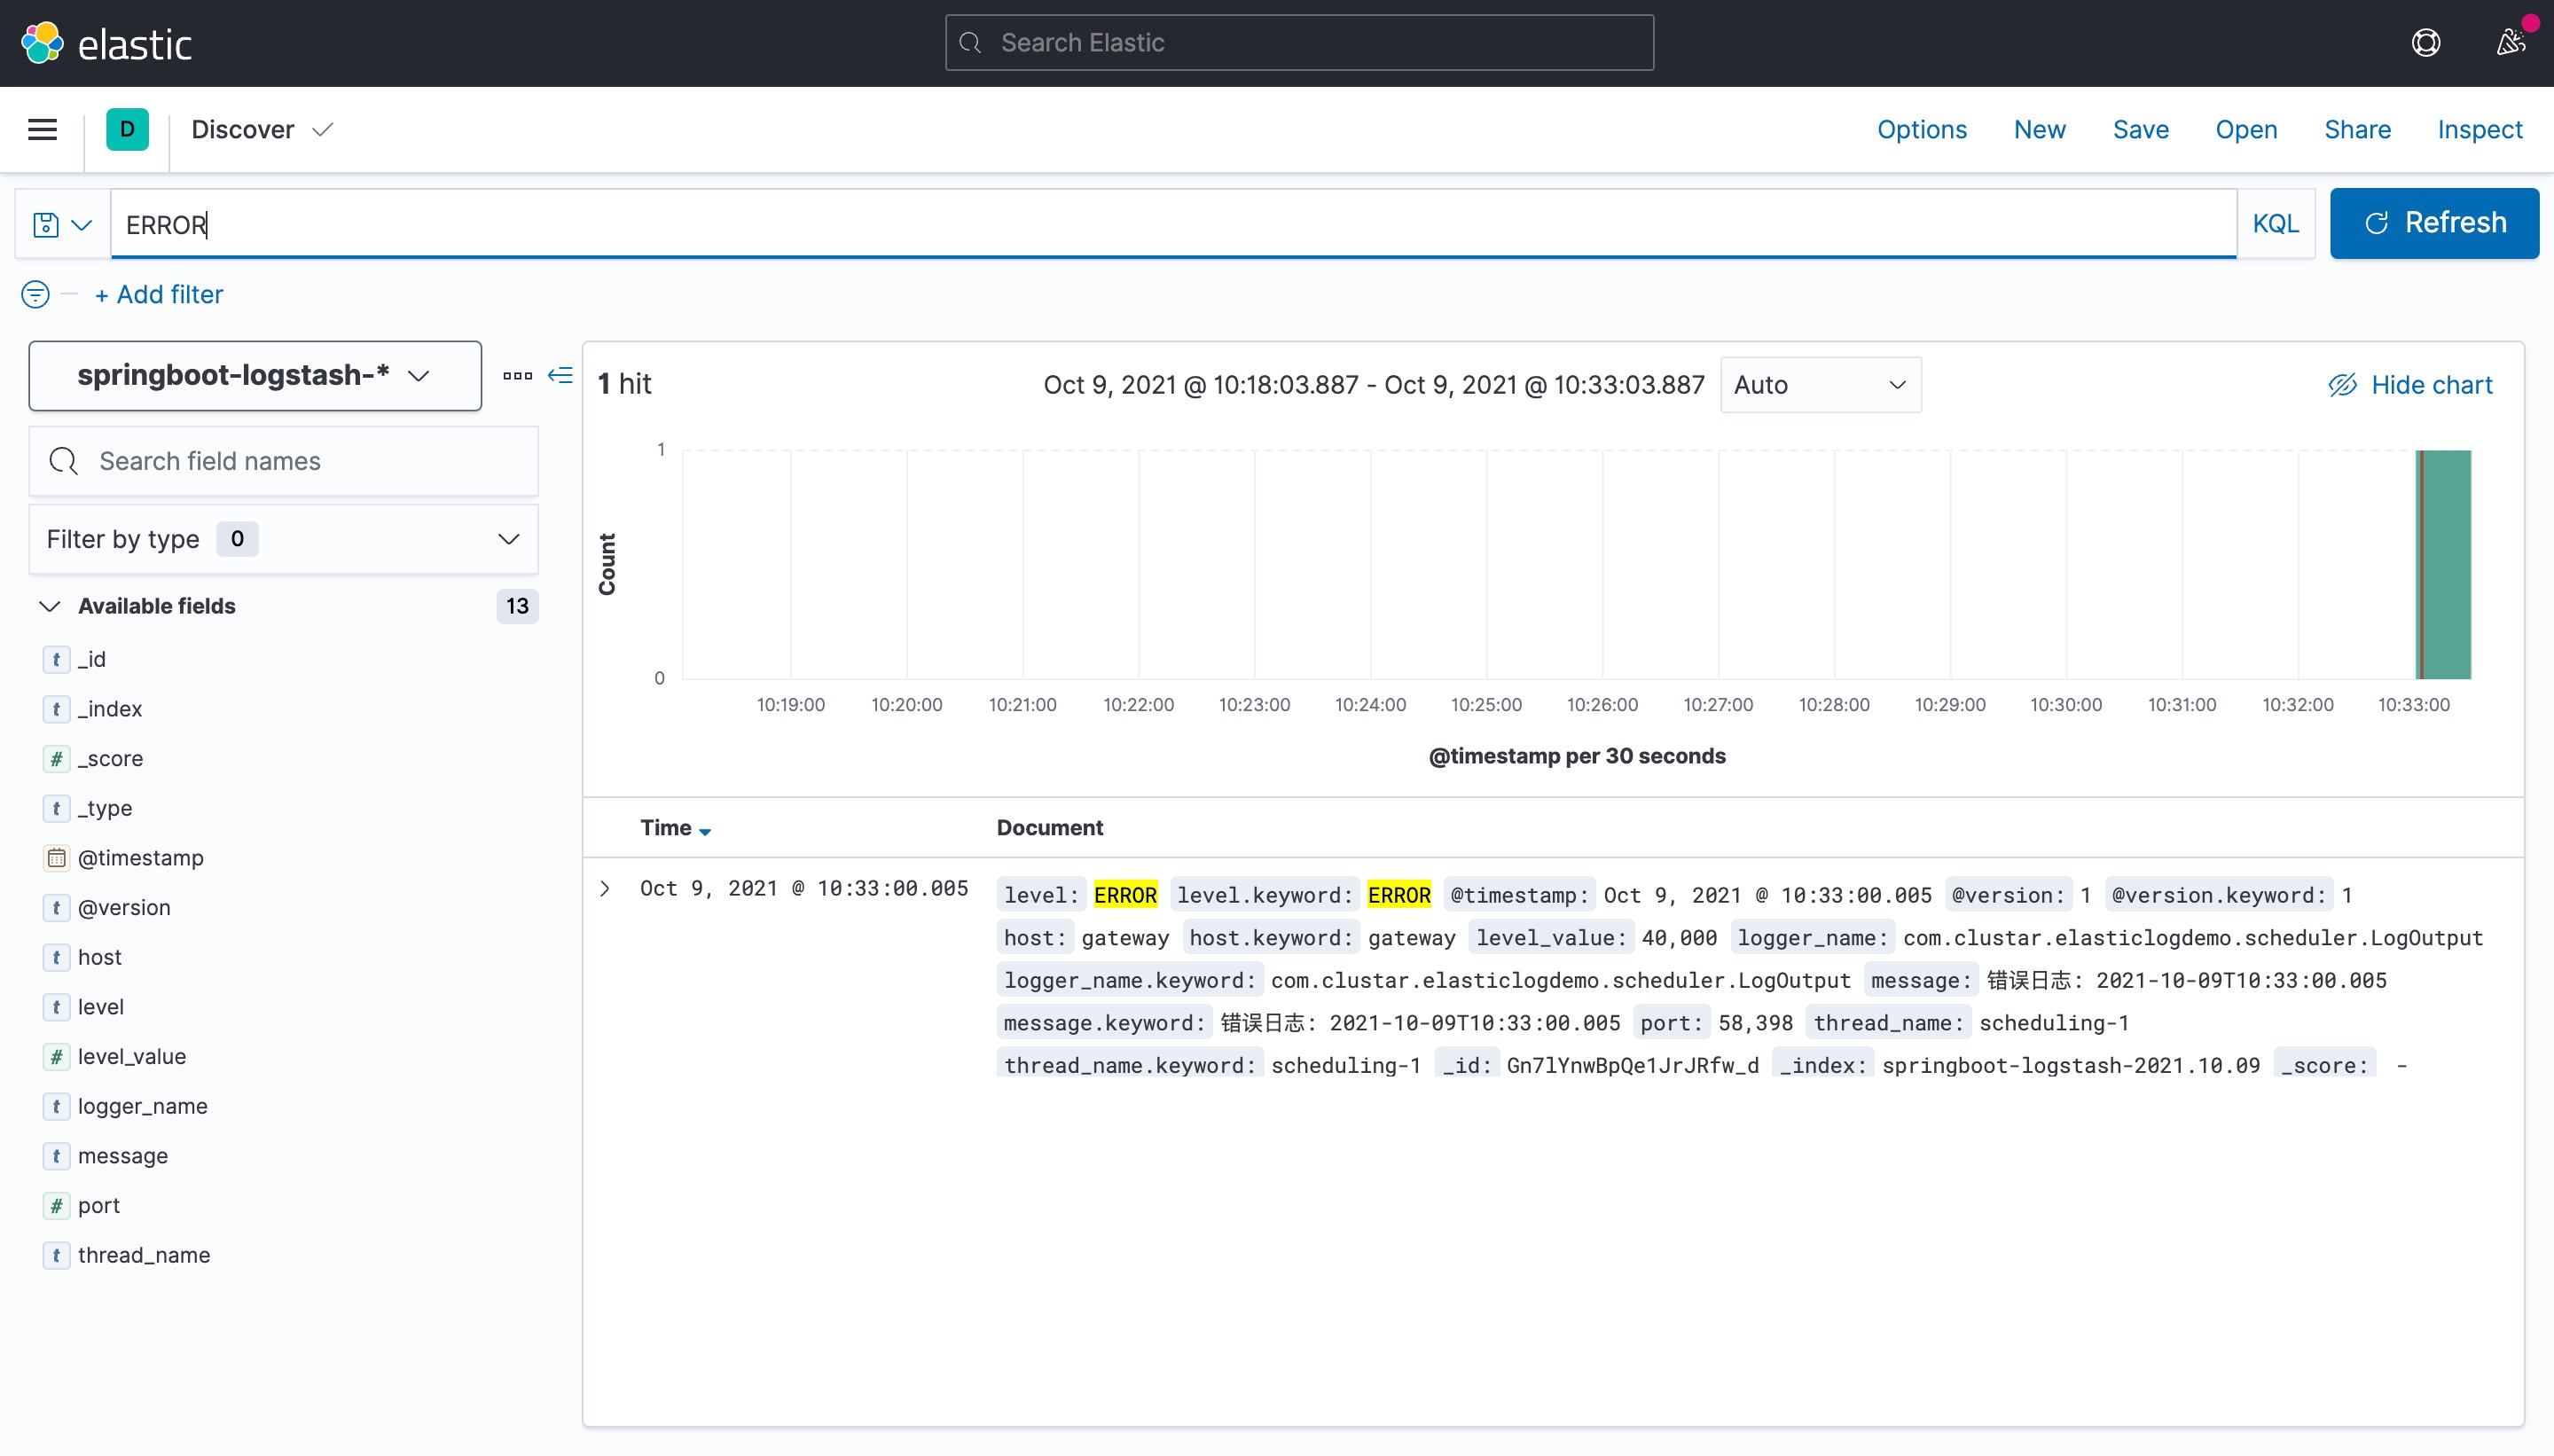 elastic
Search Elastic
D
Discover
Options New Save Open Share Inspect
ERROR
KQL
Refresh
+ Add filter
springboot-logstash-*
Search field names
Filter by type 0
Available fields 13
t _id
t _index
# _score
t _type
@timestamp
t @version
t host
t level
# level_value
t logger_name
t message
# port
t thread_name
1 hit
Oct 9, 2021 @ 10:18:03.887 - Oct 9, 2021 @ 10:33:03.887
Auto
Hide chart
1
0
Count
10:19:00 10:20:00 10:21:00 10:22:00 10:23:00 10:24:00 10:25:00 10:26:00 10:27:00 10:28:00 10:29:00 10:30:00 10:31:00 10:32:00 10:33:00
@timestamp per 30 seconds
Time Document
Oct 9, 2021 @ 10:33:00.005
level: ERROR level.keyword: ERROR @timestamp: Oct 9, 2021 @ 10:33:00.005 @version: 1 @version.keyword: 1
host: gateway host.keyword: gateway level_value: 40,000 logger_name: com.clustar.elasticlogdemo.scheduler.LogOutput
logger_name.keyword: com.clustar.elasticlogdemo.scheduler.LogOutput message: 错误日志: 2021-10-09T10:33:00.005
message.keyword: 错误日志: 2021-10-09T10:33:00.005 port: 58,398 thread_name: scheduling-1
thread_name.keyword: scheduling-1 _id: Gn7lYnwBpQe1JrJRfw_d _index: springboot-logstash-2021.10.09 _score: -